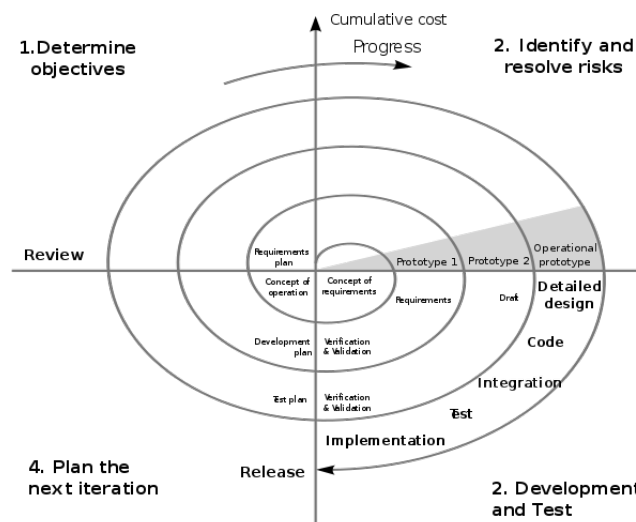 Cumulative cost
Progress
1.Determine
objectives
2. Identify and
resolve risks
Review
Requirements
plan
Prototype 1
Prototype 2
Operational
prototype
Concept of
operation
Concept of
requirements
Requirements
Draft
Detailed
design
Development
plan
Verification
& Validation
Code
Integration
Test plan
Verification
& Validation
Test
Implementation
Release
4. Plan the
next iteration
2. Development
and Test